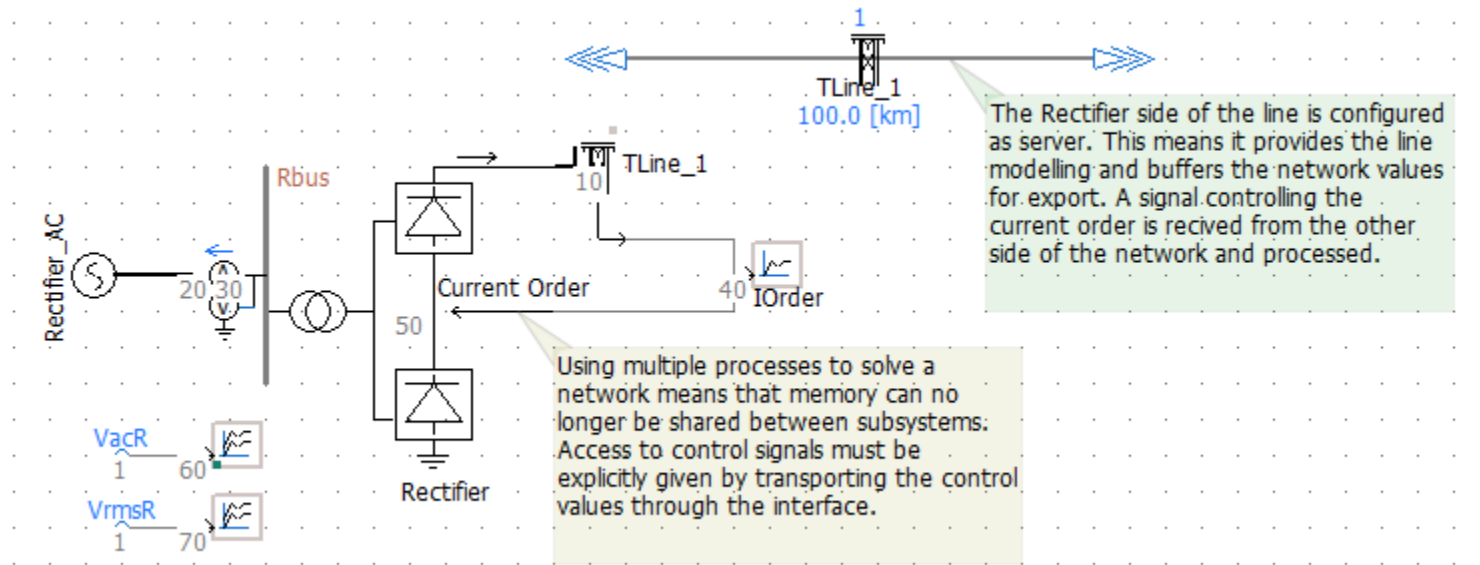 1
TLine_1
100.0 [km]
The Rectifier side of the line is configured
as server. This means it provides the line
modelling and buffers the network values
for export. A signal controlling the
current order is recived from the other
side of the network and processed.
TLine_1
10
Rbus
Rectifier_AC
20
30
Current Order
40
IOrder
50
Using multiple processes to solve a
network means that memory can no
longer be shared between subsystems.
Access to control signals must be
explicitly given by transporting the control
values through the interface.
VacR
1
60
Rectifier
VrmsR
1
70